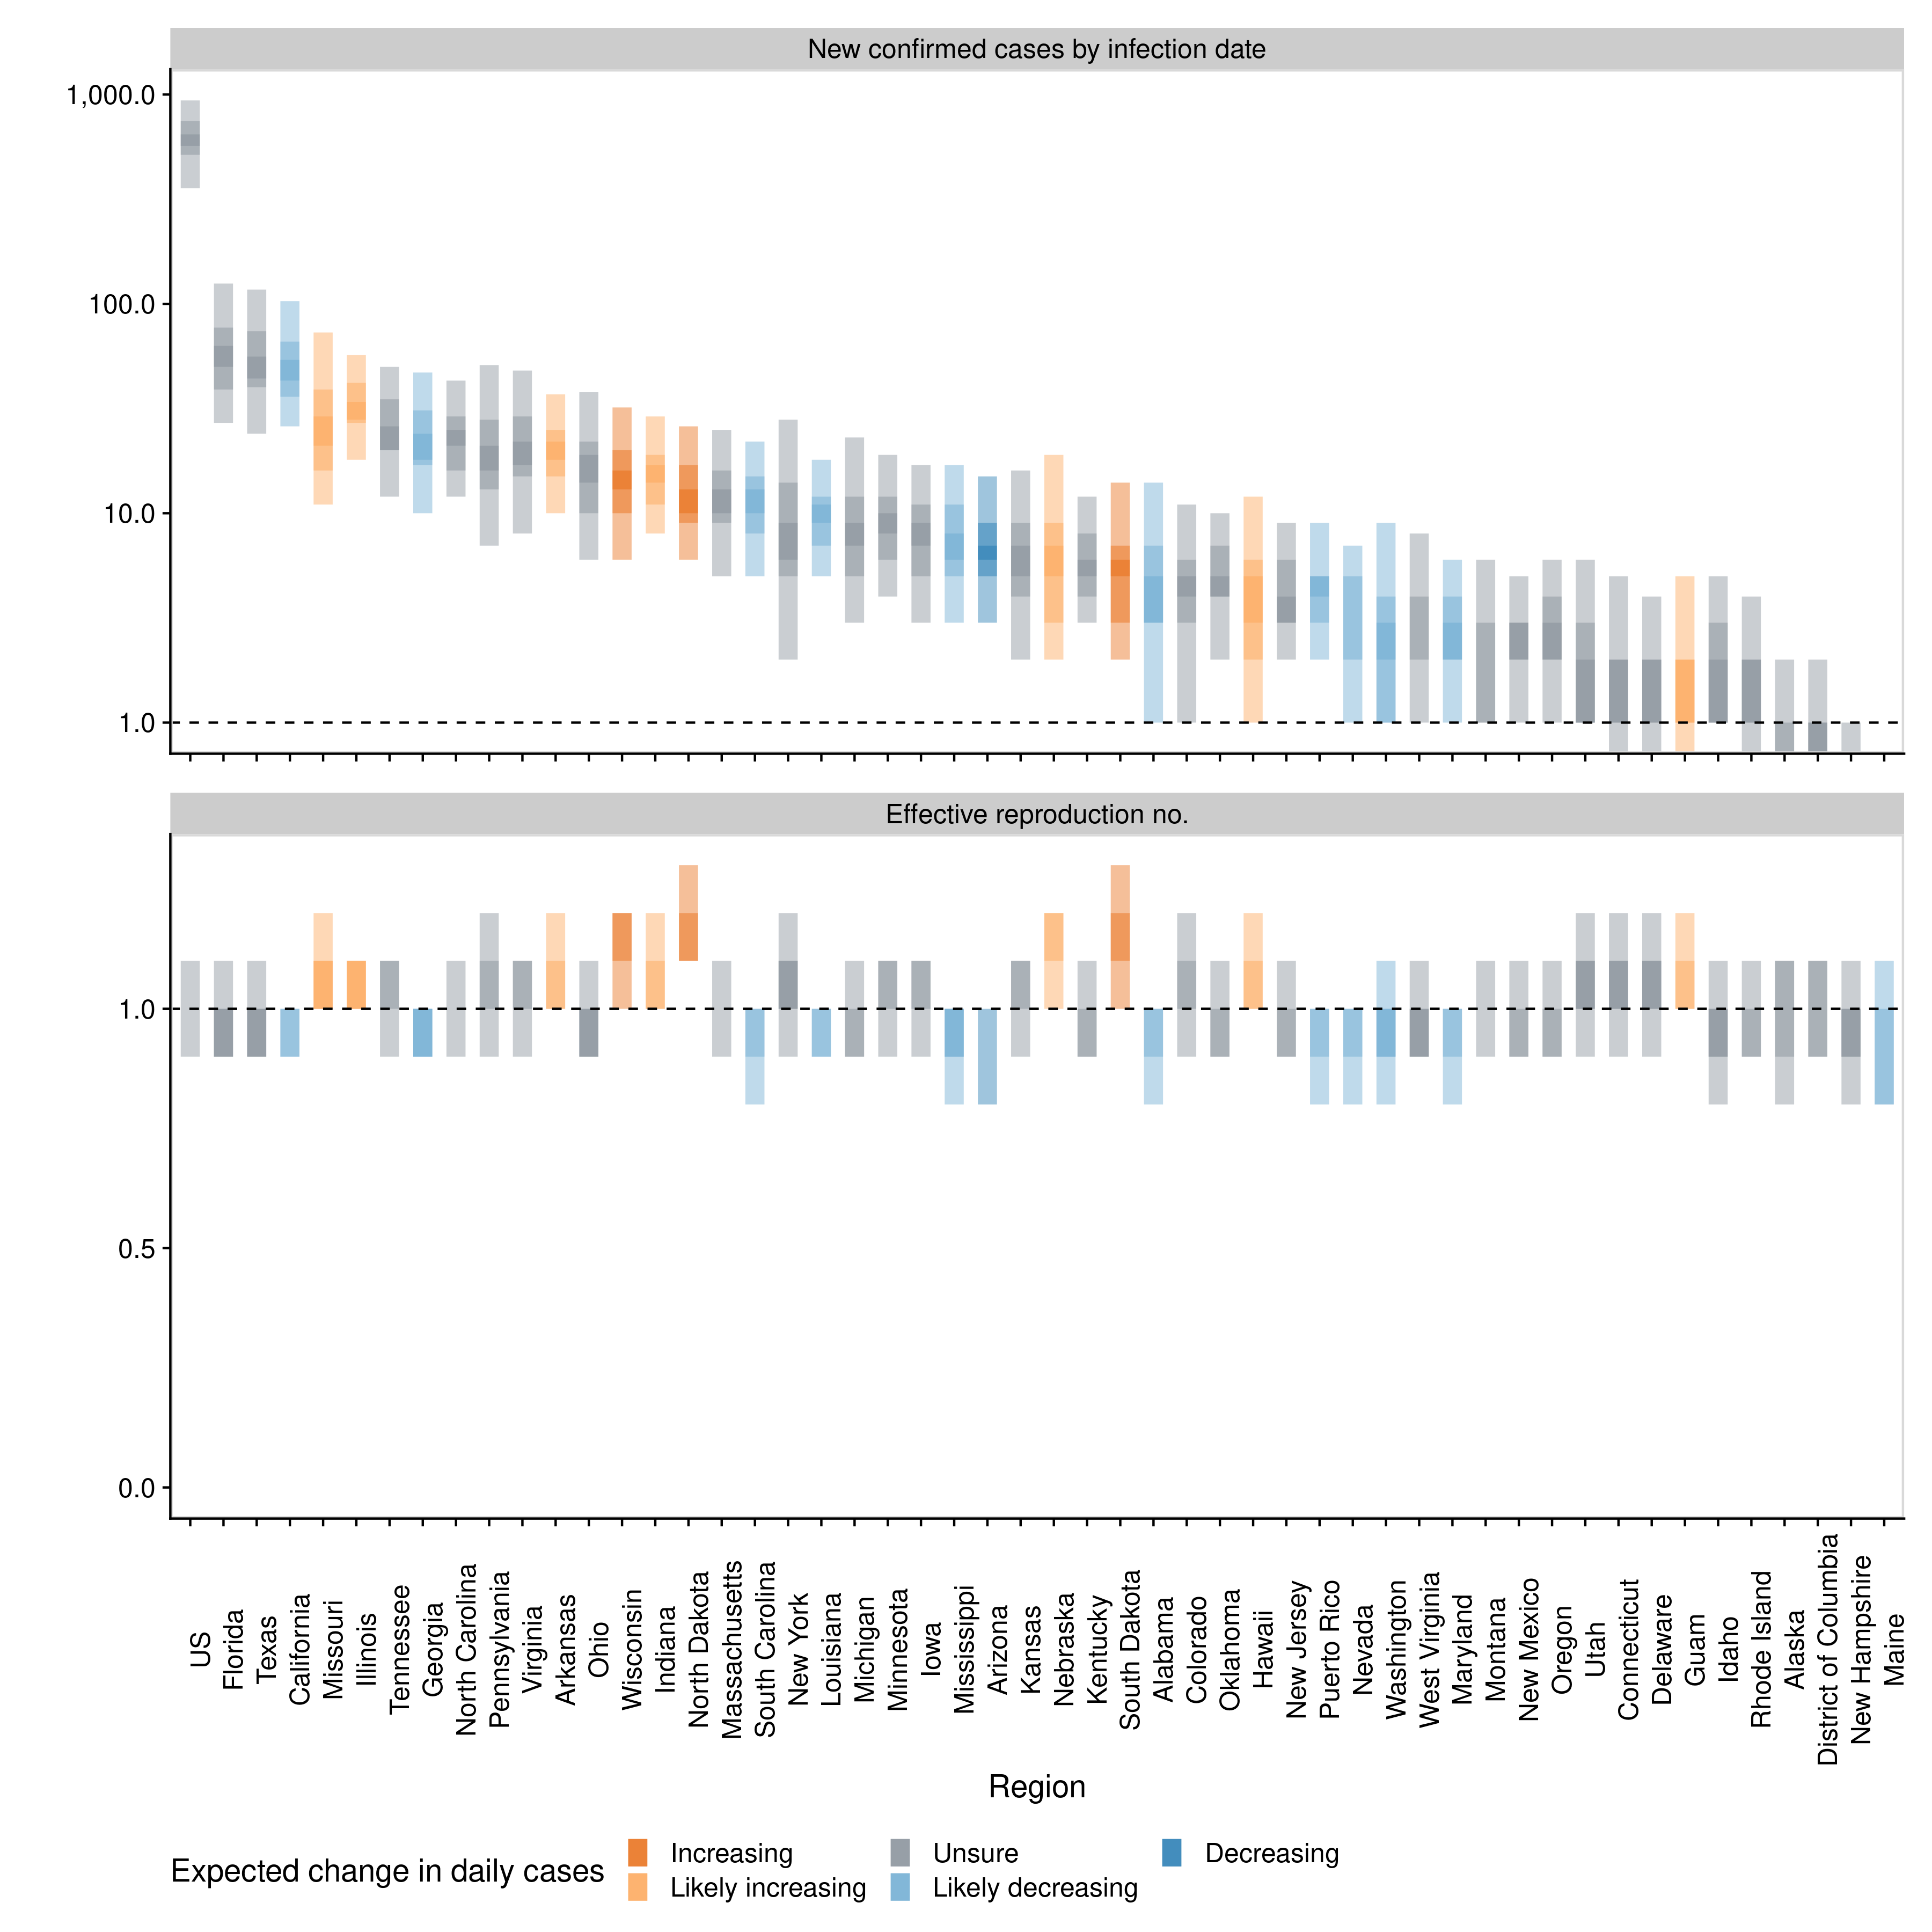 New confirmed cases by infection date
1,000.0
100.0
10.0
1.0
Effective reproduction no.
1.0
0.5
0.0
US
Florida
Texas
California
Missouri
Illinois
Tennessee
Georgia
North Carolina
Pennsylvania
Virginia
Arkansas
Ohio
Wisconsin
Indiana
North Dakota
Massachusetts
South Carolina
New York
Louisiana
Michigan
Minnesota
Iowa
Mississippi
Arizona
Kansas
Nebraska
Kentucky
South Dakota
Alabama
Colorado
Oklahoma
Hawaii
New Jersey
Puerto Rico
Nevada
Washington
West Virginia
Maryland
Montana
New Mexico
Oregon
Utah
Connecticut
Delaware
Guam
Idaho
Rhode Island
Alaska
District of Columbia
New Hampshire
Maine
Region
Expected change in daily cases
Increasing
Likely increasing
Unsure
Likely decreasing
Decreasing